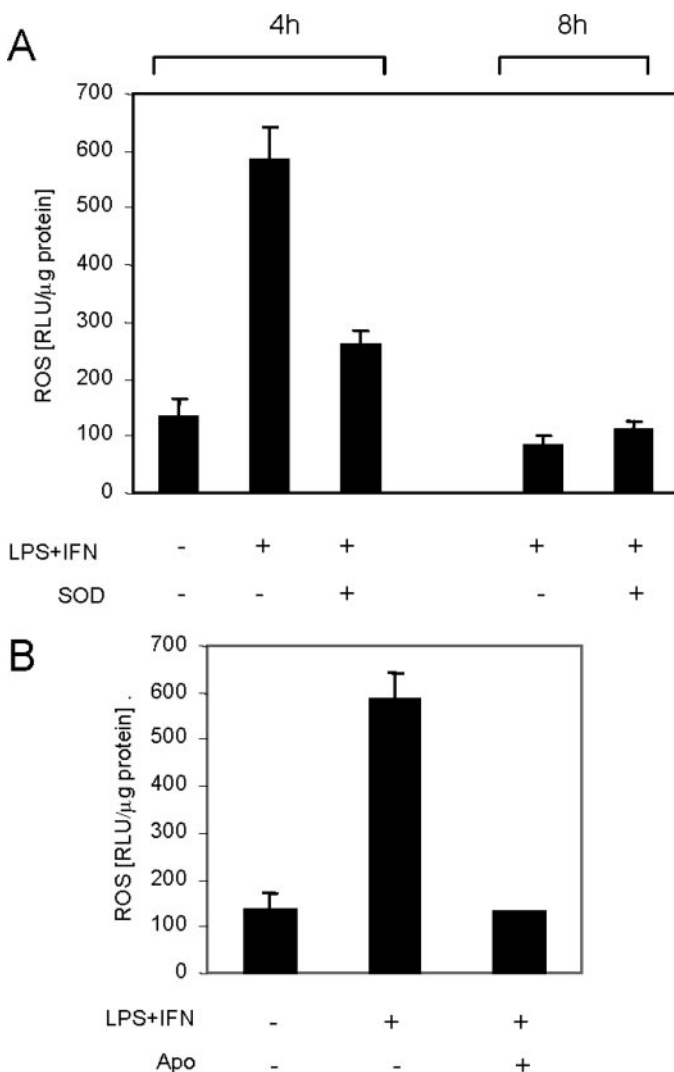 A
4h 8h
ROS [RLU/μg protein]
700
600
500
400
300
200
100
0
LPS+IFN - + + + +
SOD - - + - +
B
ROS [RLU/μg protein] .
700
600
500
400
300
200
100
0
LPS+IFN - + +
Apo - - +